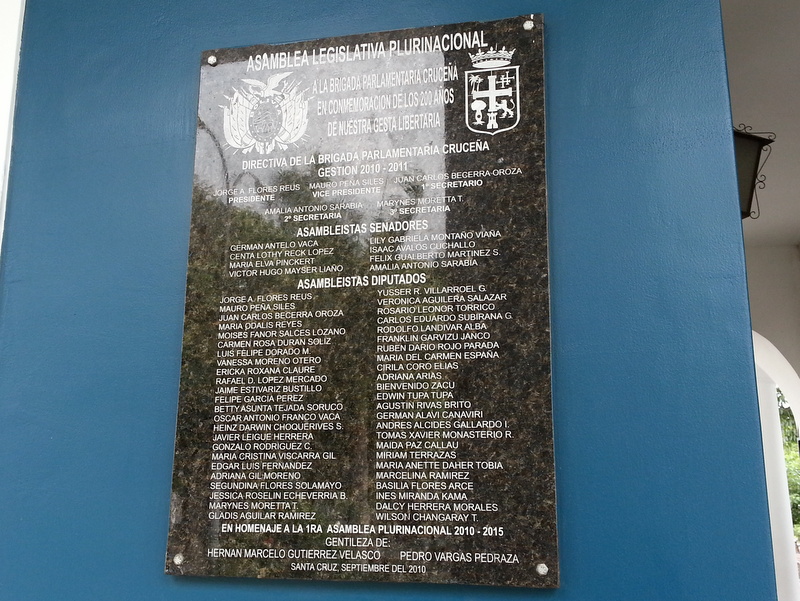 ASAMBLEA LEGISLATIVA PLURINACIONAL
A LA BRIGADA PARLAMENTARIA CRUCEÑA
EN CONMEMORACION DE LOS 200 AÑOS
DE NUESTRA GESTA LIBERTARIA
DIRECTIVA DE LA BRIGADA PARLAMENTARIA CRUCEÑA
GESTION 2010 - 2011
JORGE A. FLORES REUS MAURO PEÑA SILES JUAN CARLOS BECERRA OROZA
PRESIDENTE VICE PRESIDENTE 1º SECRETARIO
AMALIA ANTONIO SARABIA MARYNES MORETTA T.
2º SECRETARIA 3º SECRETARIA
ASAMBLEISTAS SENADORES
GERMAN ANTELO VACA
CENTA LOTHY RECK LOPEZ
MARIA ELVA PINCKERT
VICTOR HUGO MAYSER LIAÑO
LILY GABRIELA MONTAÑO VIAÑA
ISAAC AVALOS CUCHALLO
FELIX GUALBERTO MARTINEZ S.
AMALIA ANTONIO SARABIA
ASAMBLEISTAS DIPUTADOS
JORGE A. FLORES REUS
MAURO PEÑA SILES
JUAN CARLOS BECERRA OROZA
MARIA ODALIS REYES
MOISES FANOR SALCES LOZANO
CARMEN ROSA DURAN SOLIZ
LUIS FELIPE DORADO M.
VANESSA MORENO OTERO
ERICKA ROXANA CLAURE
RAFAEL D. LOPEZ MERCADO
JAIME ESTIVARIZ BUSTILLO
FELIPE GARCIA PEREZ
BETTY ASUNTA TEJADA SORUCO
OSCAR ANTONIO FRANCO VACA
HEINZ DARWIN CHOQUERIVES S.
JAVIER LEIGUE HERRERA
GONZALO RODRIGUEZ C.
MARIA CRISTINA VISCARRA GIL
EDGAR LUIS FERNANDEZ
ADRIANA GIL MORENO
SEGUNDINA FLORES SOLAMAYO
JESSICA ROSELIN ECHEVERRIA B.
MARYNES MORETTA T.
GLADIS AGUILAR RAMIREZ
YUSSER R. VILLARROEL G.
VERONICA AGUILERA SALAZAR
ROSARIO LEONOR TORRICO
CARLOS EDUARDO SUBIRANA G.
RODOLFO LANDIVAR ALBA
FRANKLIN GARVIZU JANCO
RUBEN DARIO ROJO PARADA
MARIA DEL CARMEN ESPAÑA
CIRILA CORO ELIAS
ADRIANA ARIAS
BIENVENIDO ZACU
EDWIN TUPA TUPA
AGUSTIN RIVAS BRITO
GERMAN ALAVI CANAVIRI
ANDRES ALCIDES GALLARDO I.
TOMAS XAVIER MONASTERIO R.
MAIDA PAZ CALLAU
MIRIAM TERRAZAS
MARIA ANETTE DAHER TOBIA
MARCELINA RAMIREZ
BASILIA FLORES ARCE
INES MIRANDA KAMA
DALCY HERRERA MORALES
WILSON CHANGARAY T.
EN HOMENAJE A LA 1RA ASAMBLEA PLURINACIONAL 2010 - 2015
GENTILEZA DE:
HERNAN MARCELO GUTIERREZ VELASCO PEDRO VARGAS PEDRAZA
SANTA CRUZ, SEPTIEMBRE DEL 2010